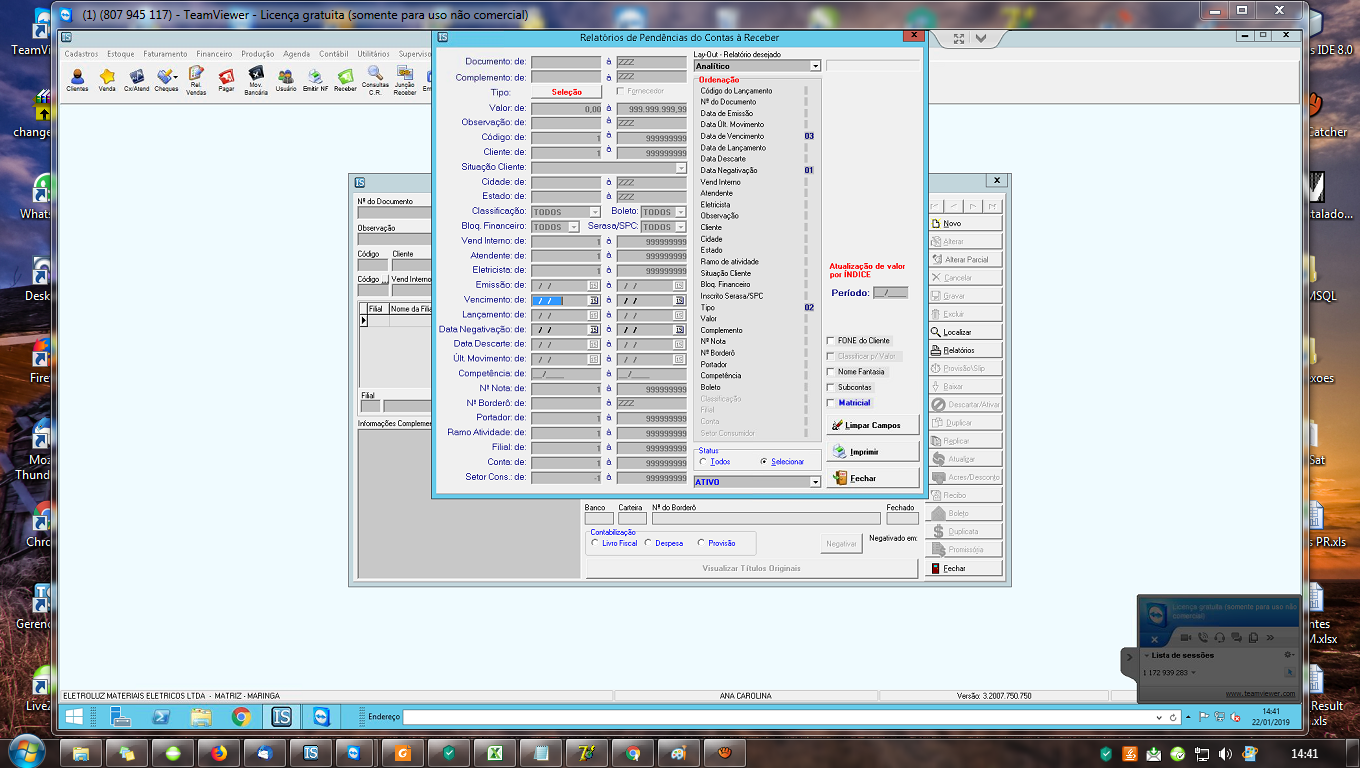 (1) (807 945 117) - TeamViewer - Licença gratuita (somente para uso não comercial)
TeamV
Relatórios de Pendências do Contas à Receber
Cadastros Estoque Faturamento Financeiro Produção Agenda Contábil Utilitários Superviso
Clientes
Venda
Cx/Atend
Cheques
Rel. Vendas
Pagar
Mov. Bancária
Usuário
Emitir NF
Receber
Consultas C.R.
Junção Receber
Documento: de: à ZZZ
Complemento: de: à ZZZ
Tipo: Seleção Fornecedor
Valor: de: 0,00 à 999.999.999,99
Observação: de: à ZZZ
Código: de: 1 à 999999999
Cliente: de: 1 à 999999999
Situação Cliente:
Cidade: de: à ZZZ
Estado: de: à ZZZ
Classificação: TODOS Boleto: TODOS
Bloq. Financeiro: TODOS Serasa/SPC: TODOS
Vend Interno: de: 1 à 999999999
Atendente: de: 1 à 999999999
Eletricista: de: 1 à 999999999
Emissão: de: / / à / /
Vencimento: de: / / à / /
Lançamento: de: / / à / /
Data Negativação: de: / / à / /
Data Descarte: de: / / à / /
Últ. Movimento: de: / / à / /
Competência: de: __/____ à __/____
Nº Nota: de: 1 à 999999999
Nº Borderô: de: à ZZZ
Portador: de: 1 à 999999999
Ramo Atividade: de: 1 à 999999999
Filial: de: 1 à 999999999
Conta: de: 1 à 999999999
Setor Cons.: de: -1 à 999999999
Lay-Out - Relatório desejado
Analítico
Ordenação
Código do Lançamento
Nº do Documento
Data de Emissão
Data Últ. Movimento
Data de Vencimento 03
Data de Lançamento
Data Descarte
Data Negativação 01
Vend Interno
Atendente
Eletricista
Observação
Cliente
Cidade
Estado
Ramo de atividade
Situação Cliente
Bloq. Financeiro
Inscrito Serasa/SPC
Tipo 02
Valor
Complemento
Nº Nota
Nº Borderô
Portador
Competência
Boleto
Classificação
Filial
Conta
Setor Consumidor
Status
Todos Selecionar
ATIVO
Atualização de valor
por INDICE
Período: __/____
FONE do Cliente
Classificar p/ Valor
Nome Fantasia
Subcontas
Matricial
Limpar Campos
Imprimir
Fechar
Nº do Documento
Observação
Código Cliente
Código ... Vend Interno
Filial Nome da Filia
Filial
Informações Complemen
Banco Carteira Nº do Borderô Fechado
Contabilização
Livro Fiscal Despesa Provisão
Negativar
Negativado em:
Visualizar Títulos Originais
Novo
Alterar
Alterar Parcial
Cancelar
Gravar
Excluir
Localizar
Relatórios
Provisão\Slip
Baixar
Descartar/Ativar
Duplicar
Replicar
Atualizar
Acres/Desconto
Recibo
Boleto
Duplicata
Promissória
Fechar
change
Whats
Desk
Firef
Moz
Thund
Chro
Gerenc
LiveZ
s IDE 8.0
Catcher
stalado...
MSQL
exoes
Sat
s PR.xls
ntes
M.xlsx
Result
.xls
Licença gratuita (somente para uso não
comercial)
Lista de sessões
1 172 939 283
www.teamviewer.com
ELETROLUZ MATERIAIS ELETRICOS LTDA - MATRIZ - MARINGA ANA CAROLINA Versão: 3.2007.750.750
Endereço
14:41
22/01/2019
14:41